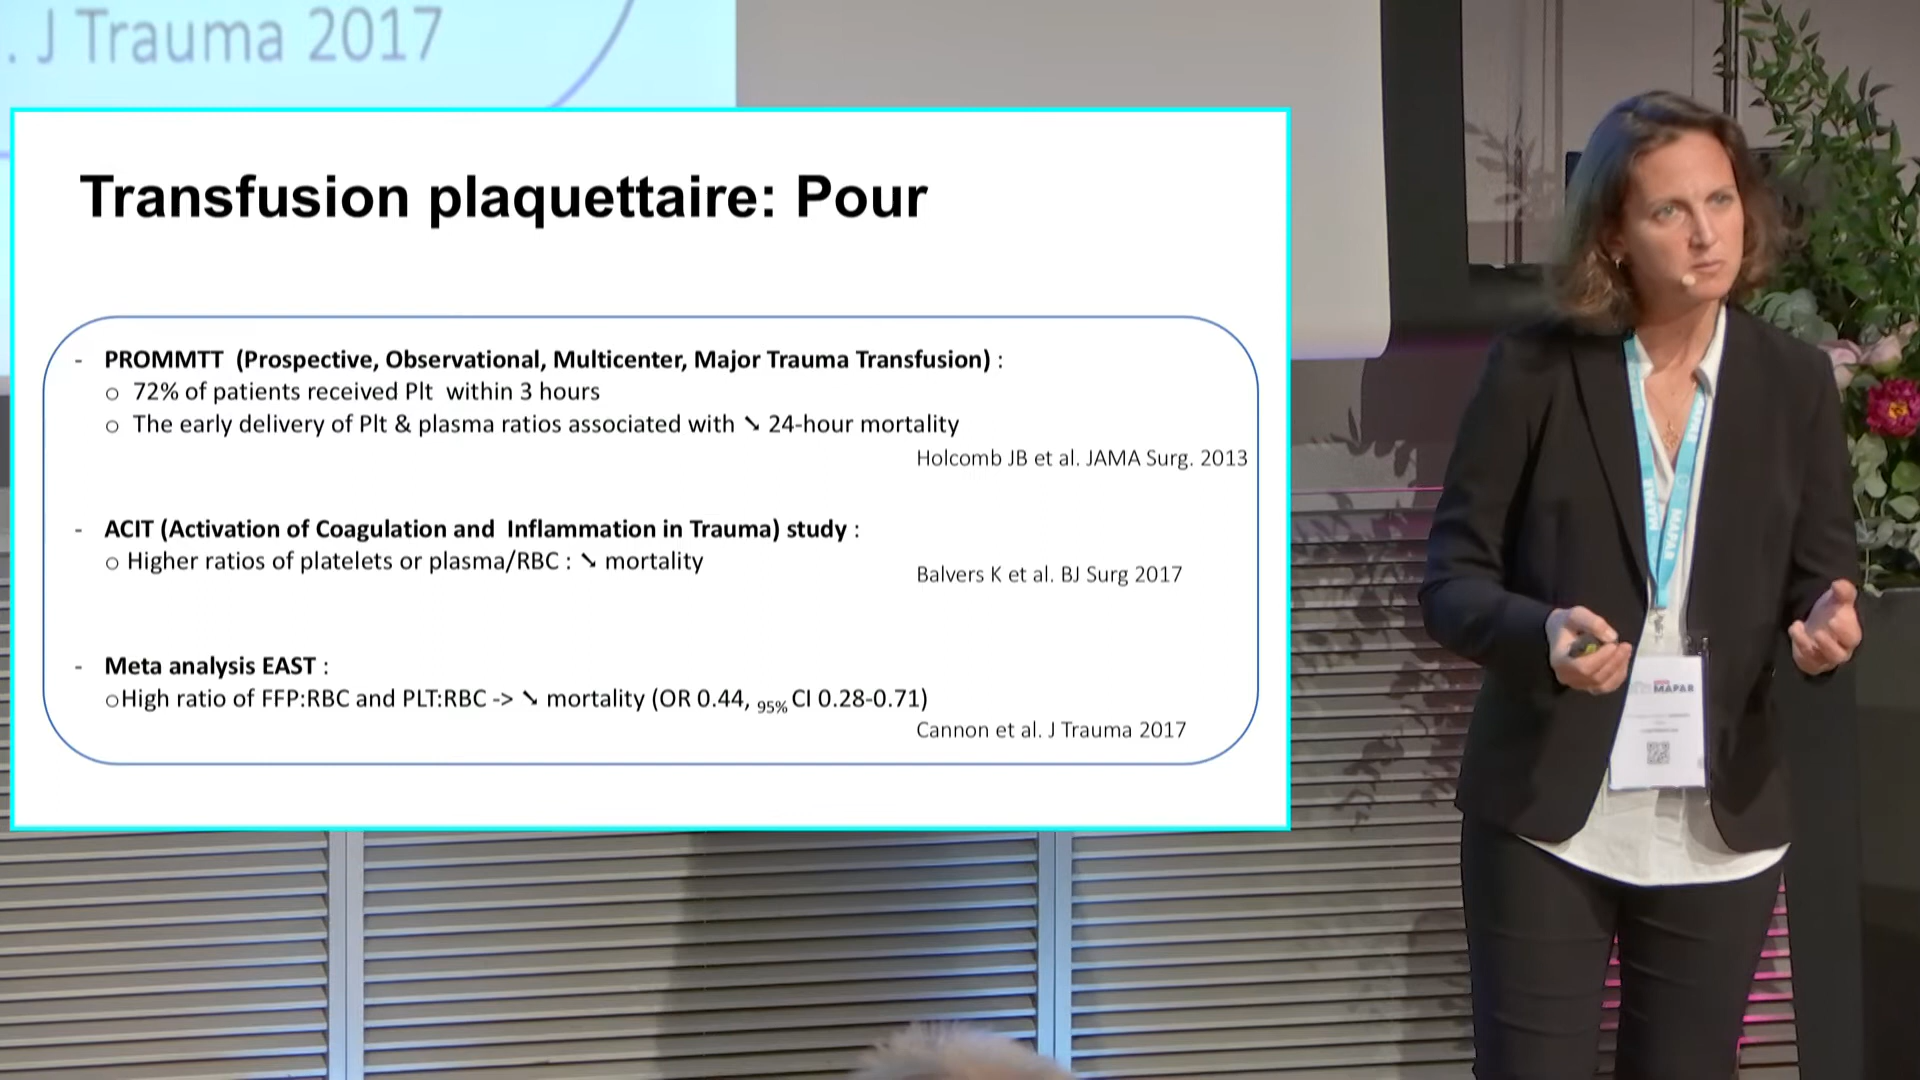 . J Trauma 2017
Transfusion plaquettaire: Pour
- PROMMTT (Prospective, Observational, Multicenter, Major Trauma Transfusion) :
○ 72% of patients received Plt within 3 hours
○ The early delivery of Plt & plasma ratios associated with ➘ 24-hour mortality
Holcomb JB et al. JAMA Surg. 2013
- ACIT (Activation of Coagulation and Inflammation in Trauma) study :
○ Higher ratios of platelets or plasma/RBC : ➘ mortality
Balvers K et al. BJ Surg 2017
- Meta analysis EAST :
○High ratio of FFP:RBC and PLT:RBC -> ➘ mortality (OR 0.44, 95% CI 0.28-0.71)
Cannon et al. J Trauma 2017
MAPAR
MAPAR
MAPAR
MAPAR